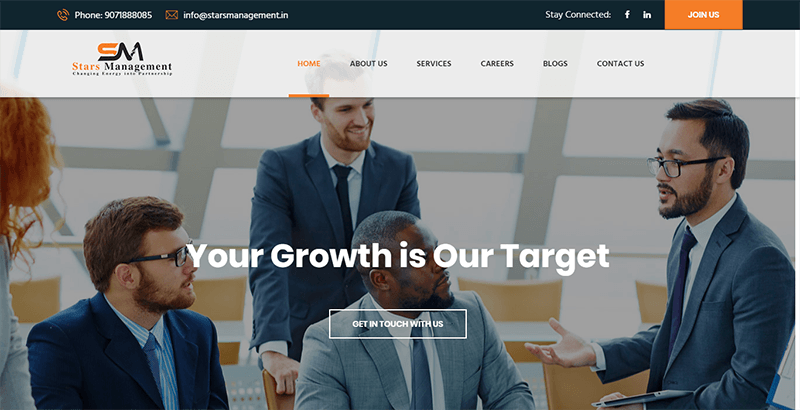 Phone: 9071888085
info@starsmanagement.in
Stay Connected:
JOIN US
SM
Stars Management
Changing Energy into Partnership
HOME
ABOUT US
SERVICES
CAREERS
BLOGS
CONTACT US
Your Growth is Our Target
GET IN TOUCH WITH US